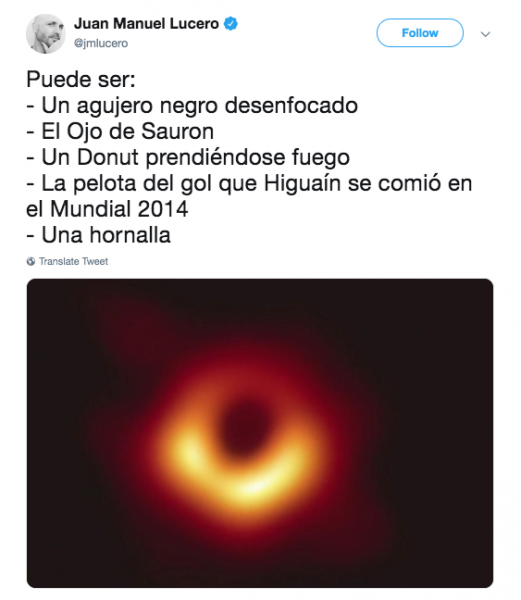 Juan Manuel Lucero
@jmlucero
Follow
Puede ser:
- Un agujero negro desenfocado
- El Ojo de Sauron
- Un Donut prendiéndose fuego
- La pelota del gol que Higuaín se comió en
el Mundial 2014
- Una hornalla
Translate Tweet